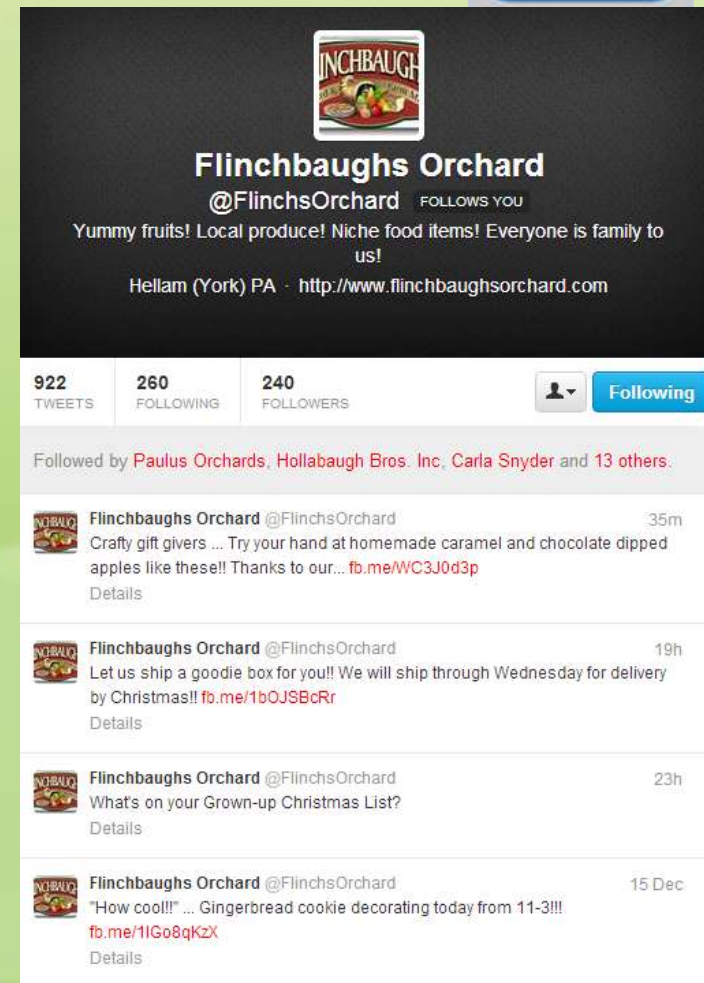 INCHBAUGH
Flinchbaughs Orchard
@FlinchsOrchard FOLLOWS YOU
Yummy fruits! Local produce! Niche food items! Everyone is family to
us!
Hellam (York) PA · http://www.flinchbaughsorchard.com
922 260 240
TWEETS FOLLOWING FOLLOWERS
Following
Followed by Paulus Orchards, Hollabaugh Bros. Inc, Carla Snyder and 13 others.
Flinchbaughs Orchard @FlinchsOrchard 35m
Crafty gift givers ... Try your hand at homemade caramel and chocolate dipped
apples like these!! Thanks to our... fb.me/WC3J0d3p
Details
Flinchbaughs Orchard @FlinchsOrchard 19h
Let us ship a goodie box for you!! We will ship through Wednesday for delivery
by Christmas!! fb.me/1bOJSBcRr
Details
Flinchbaughs Orchard @FlinchsOrchard 23h
What's on your Grown-up Christmas List?
Details
Flinchbaughs Orchard @FlinchsOrchard 15 Dec
"How cool!!" ... Gingerbread cookie decorating today from 11-3!!!
fb.me/1IGo8qKzX
Details